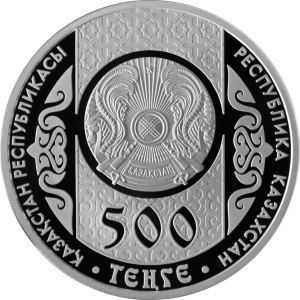 ҚАЗАҚСТАН РЕСПУБЛИКАСЫ
РЕСПУБЛИКА КАЗАХСТАН
ҚАЗАҚСТАН
500
• ТЕҢГЕ •